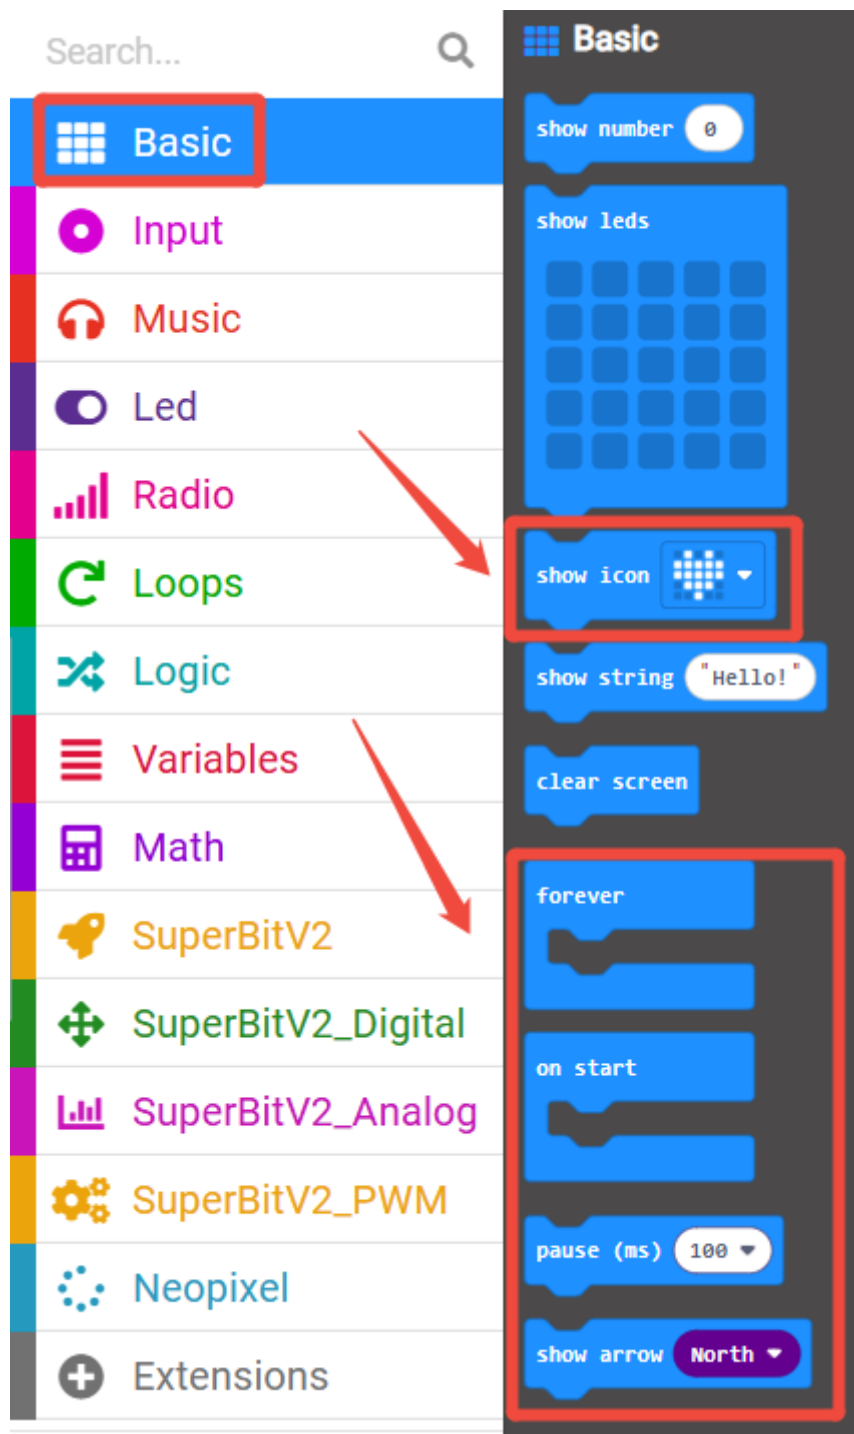 Search...
Basic
Input
Music
Led
Radio
Loops
Logic
Variables
Math
SuperBitV2
SuperBitV2_Digital
SuperBitV2_Analog
SuperBitV2_PWM
Neopixel
Extensions
Basic
show number 0
show leds
show icon
show string "Hello!"
clear screen
forever
on start
pause (ms) 100
show arrow North